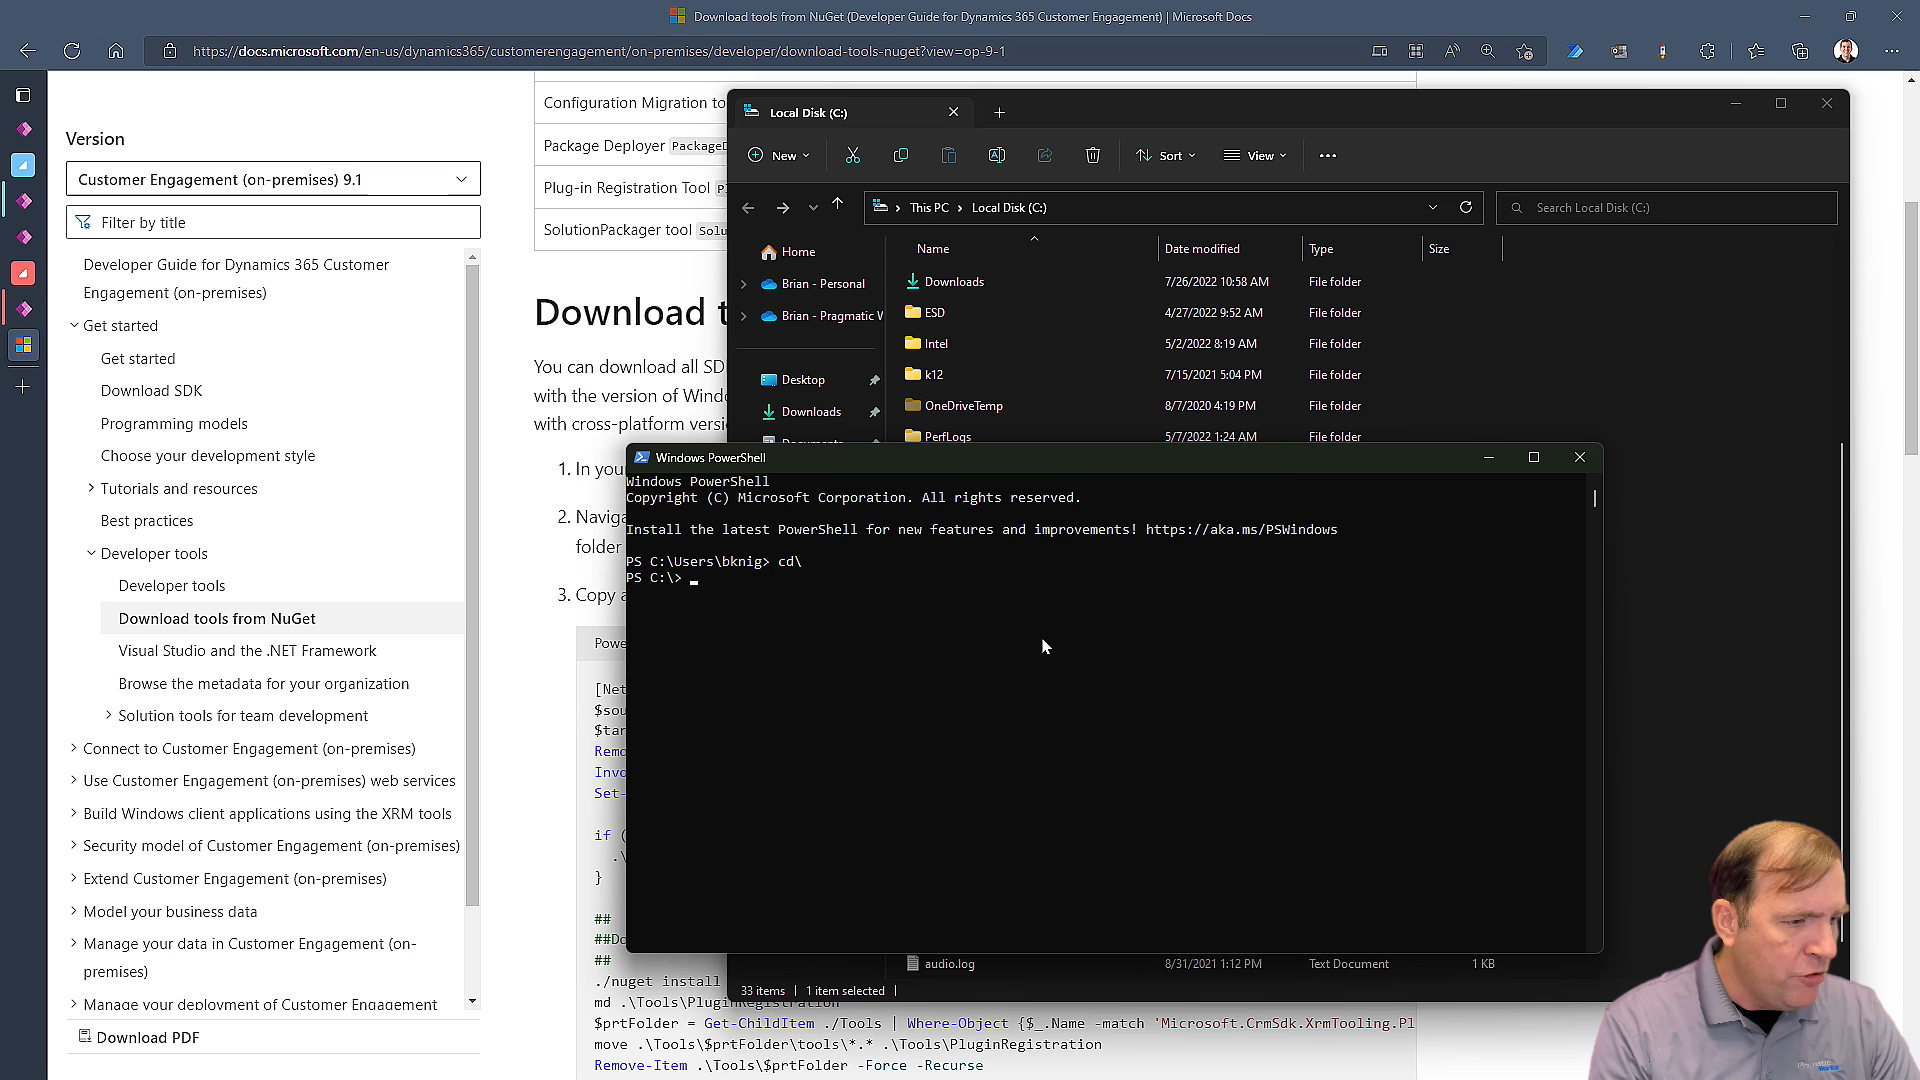 Download tools from NuGet (Developer Guide for Dynamics 365 Customer Engagement) | Microsoft Docs
https://docs.microsoft.com/en-us/dynamics365/customerengagement/on-premises/developer/download-tools-nuget?view=op-9-1
Version
Customer Engagement (on-premises) 9.1
Filter by title
Developer Guide for Dynamics 365 Customer
Engagement (on-premises)
Get started
Get started
Download SDK
Programming models
Choose your development style
Tutorials and resources
Best practices
Developer tools
Developer tools
Download tools from NuGet
Visual Studio and the .NET Framework
Browse the metadata for your organization
Solution tools for team development
Connect to Customer Engagement (on-premises)
Use Customer Engagement (on-premises) web services
Build Windows client applications using the XRM tools
Security model of Customer Engagement (on-premises)
Extend Customer Engagement (on-premises)
Model your business data
Manage your data in Customer Engagement (on-
premises)
Manage your deployment of Customer Engagement
Download PDF
Configuration Migration to
Package Deployer PackageD
Plug-in Registration Tool
SolutionPackager tool Solu
Download t
You can download all SD
with the version of Windo
with cross-platform versi
1. In your
2. Naviga
folder
3. Copy a
Powe
[Net
$sou
$tar
Remo
Invo
Set-
if (
.\
}
##
##Do
##
./nuget install
md .\Tools\PluginRegistration
$prtFolder = Get-ChildItem ./Tools | Where-Object {$_.Name -match 'Microsoft.CrmSdk.XrmTooling.Pl
move .\Tools\$prtFolder\tools\*.* .\Tools\PluginRegistration
Remove-Item .\Tools\$prtFolder -Force -Recurse
Local Disk (C:)
New
Sort
View
This PC > Local Disk (C:)
Search Local Disk (C:)
Home
Brian - Personal
Brian - Pragmatic W
Desktop
Downloads
Documents
Name Date modified Type Size
Downloads 7/26/2022 10:58 AM File folder
ESD 4/27/2022 9:52 AM File folder
Intel 5/2/2022 8:19 AM File folder
k12 7/15/2021 5:04 PM File folder
OneDriveTemp 8/7/2020 4:19 PM File folder
PerfLogs 5/7/2022 1:24 AM File folder
audio.log 8/31/2021 1:12 PM Text Document 1 KB
33 items 1 item selected
Windows PowerShell
Windows PowerShell
Copyright (C) Microsoft Corporation. All rights reserved.
Install the latest PowerShell for new features and improvements! https://aka.ms/PSWindows
PS C:\Users\bknig> cd\
PS C:\>